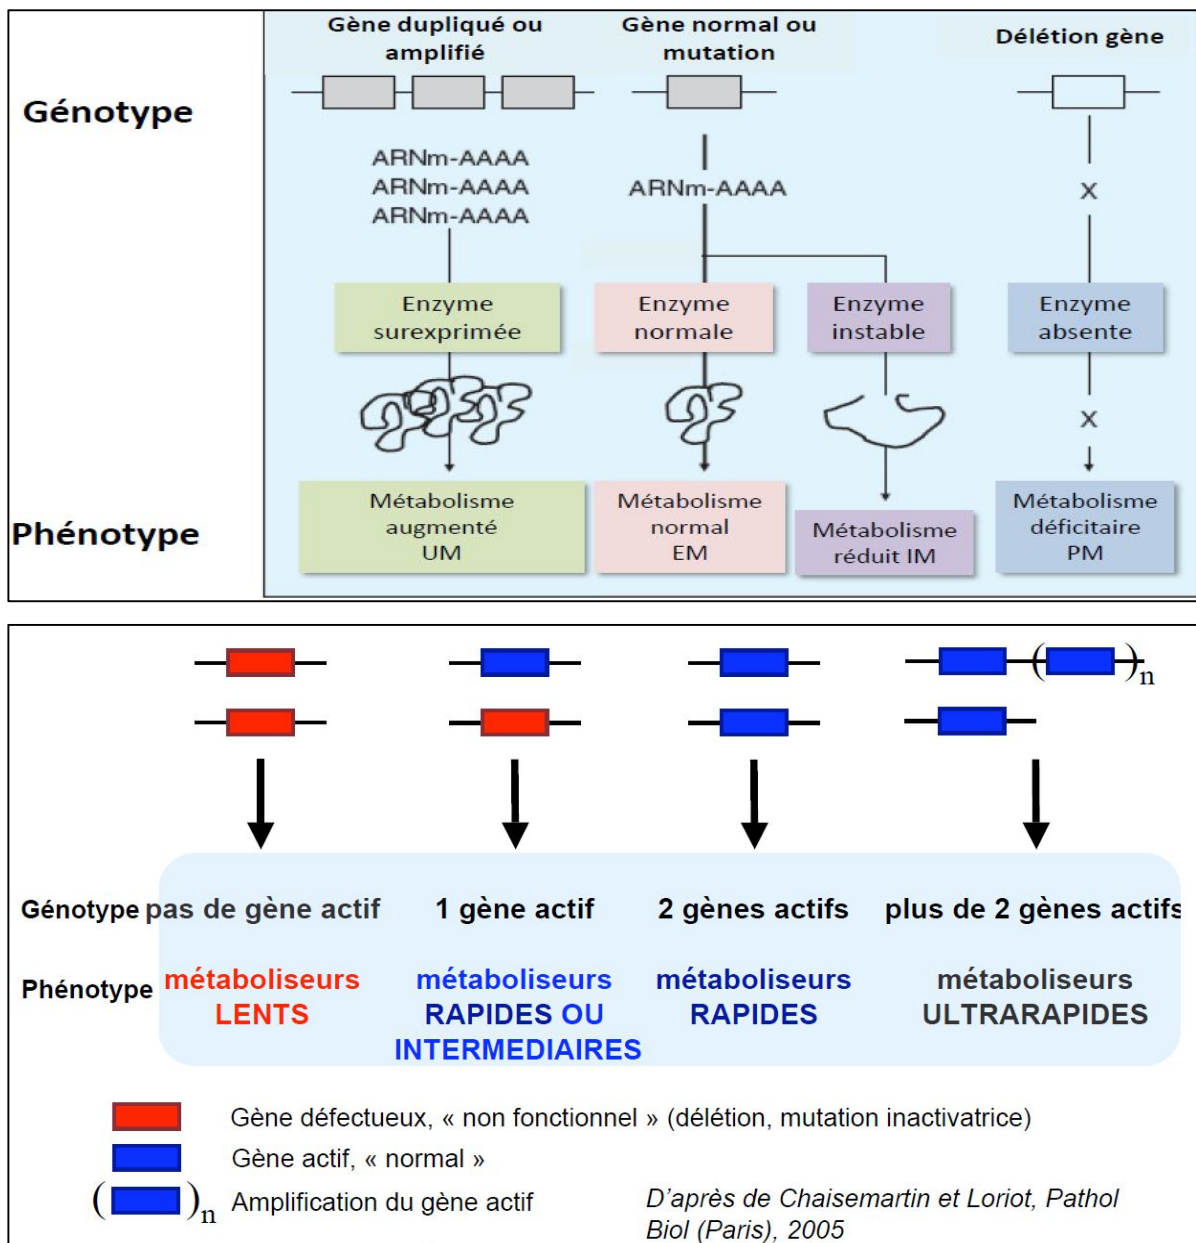 Gène dupliqué ou
amplifié
Gène normal ou
mutation
Délétion gène
Génotype
ARNm-AAAA
ARNm-AAAA
ARNm-AAAA
ARNm-AAAA
X
Enzyme
surexprimée
Enzyme
normale
Enzyme
instable
Enzyme
absente
X
Phénotype
Métabolisme
augmenté
UM
Métabolisme
normal
EM
Métabolisme
réduit IM
Métabolisme
déficitaire
PM
( )n
Génotype pas de gène actif 1 gène actif 2 gènes actifs plus de 2 gènes actifs
Phénotype
métaboliseurs
LENTS
métaboliseurs
RAPIDES OU
INTERMEDIAIRES
métaboliseurs
RAPIDES
métaboliseurs
ULTRARAPIDES
Gène défectueux, « non fonctionnel » (délétion, mutation inactivatrice)
Gène actif, « normal »
( )n Amplification du gène actif
D'après de Chaisemartin et Loriot, Pathol
Biol (Paris), 2005